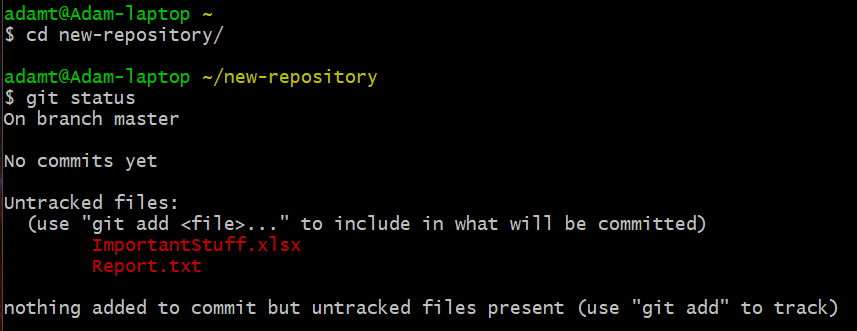 adamt@Adam-laptop ~
$ cd new-repository/
adamt@Adam-laptop ~/new-repository
$ git status
On branch master
No commits yet
Untracked files:
(use "git add <file>..." to include in what will be committed)
ImportantStuff.xlsx
Report.txt
nothing added to commit but untracked files present (use "git add" to track)